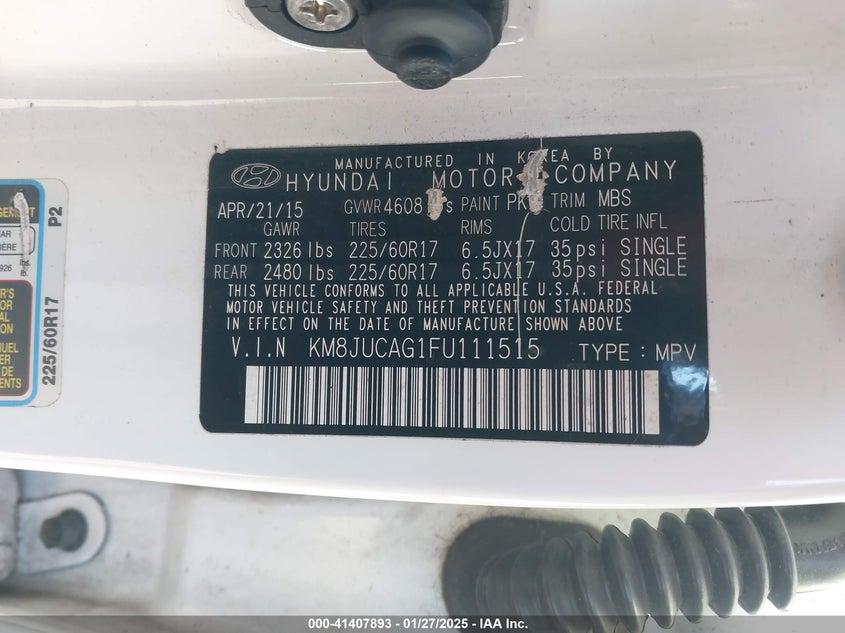 MANUFACTURED IN KOREA BY
HYUNDAI MOTOR COMPANY
APR/21/15 GVWR 4608 PAINT TRIM MBS
GAWR TIRES RIMS COLD TIRE INFL
FRONT 2326 lbs 225/60R17 6.5JX17 35psi SINGLE
REAR 2480 lbs 225/60R17 6.5JX17 35psi SINGLE
THIS VEHICLE CONFORMS TO ALL APPLICABLE U.S.A. FEDERAL
MOTOR VEHICLE SAFETY AND THEFT PREVENTION STANDARDS
IN EFFECT ON THE DATE OF MANUFACTURE SHOWN ABOVE
V.I.N KM8JUCAG1FU111515 TYPE : MPV
P2
225/60R17
926
lbs.
lb.
000-41407893 | 01/27/2025 | IAA Inc.